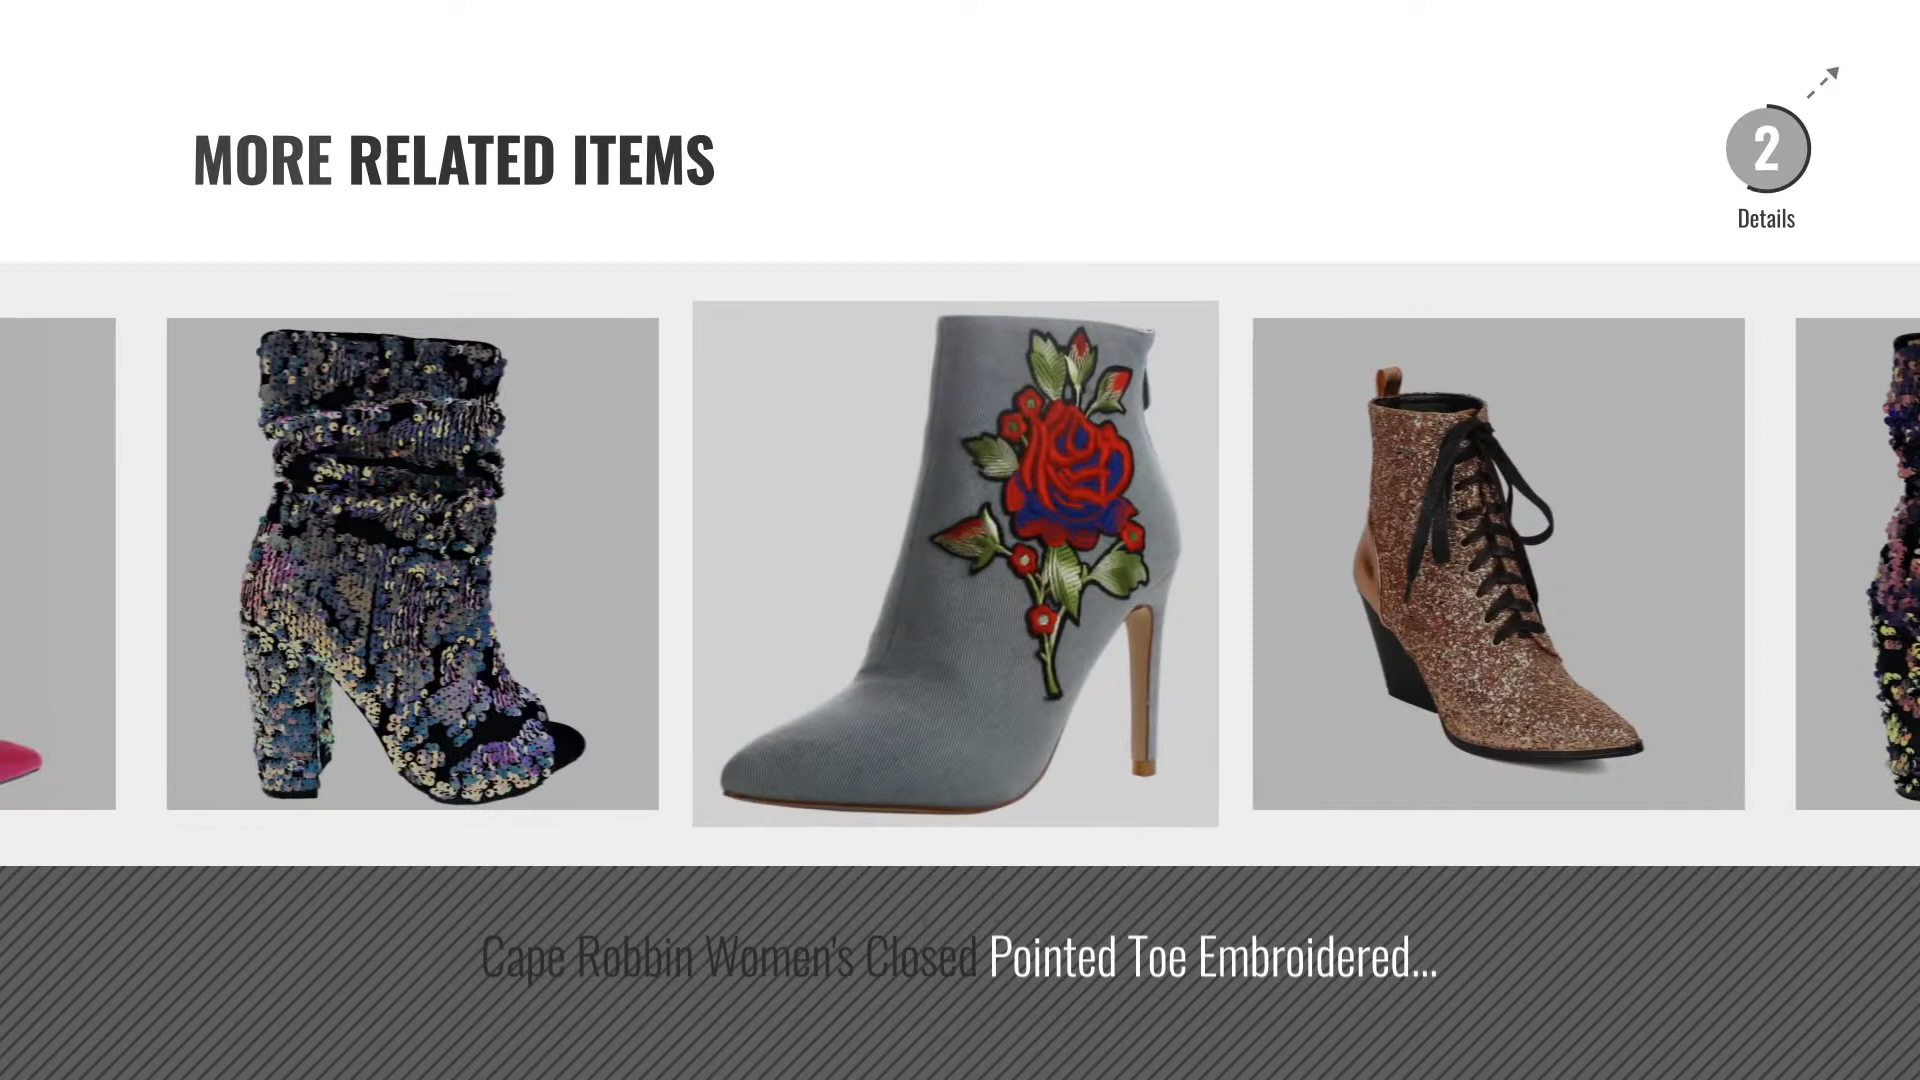 MORE RELATED ITEMS
2
Details
Cape Robbin Women's Closed Pointed Toe Embroidered...